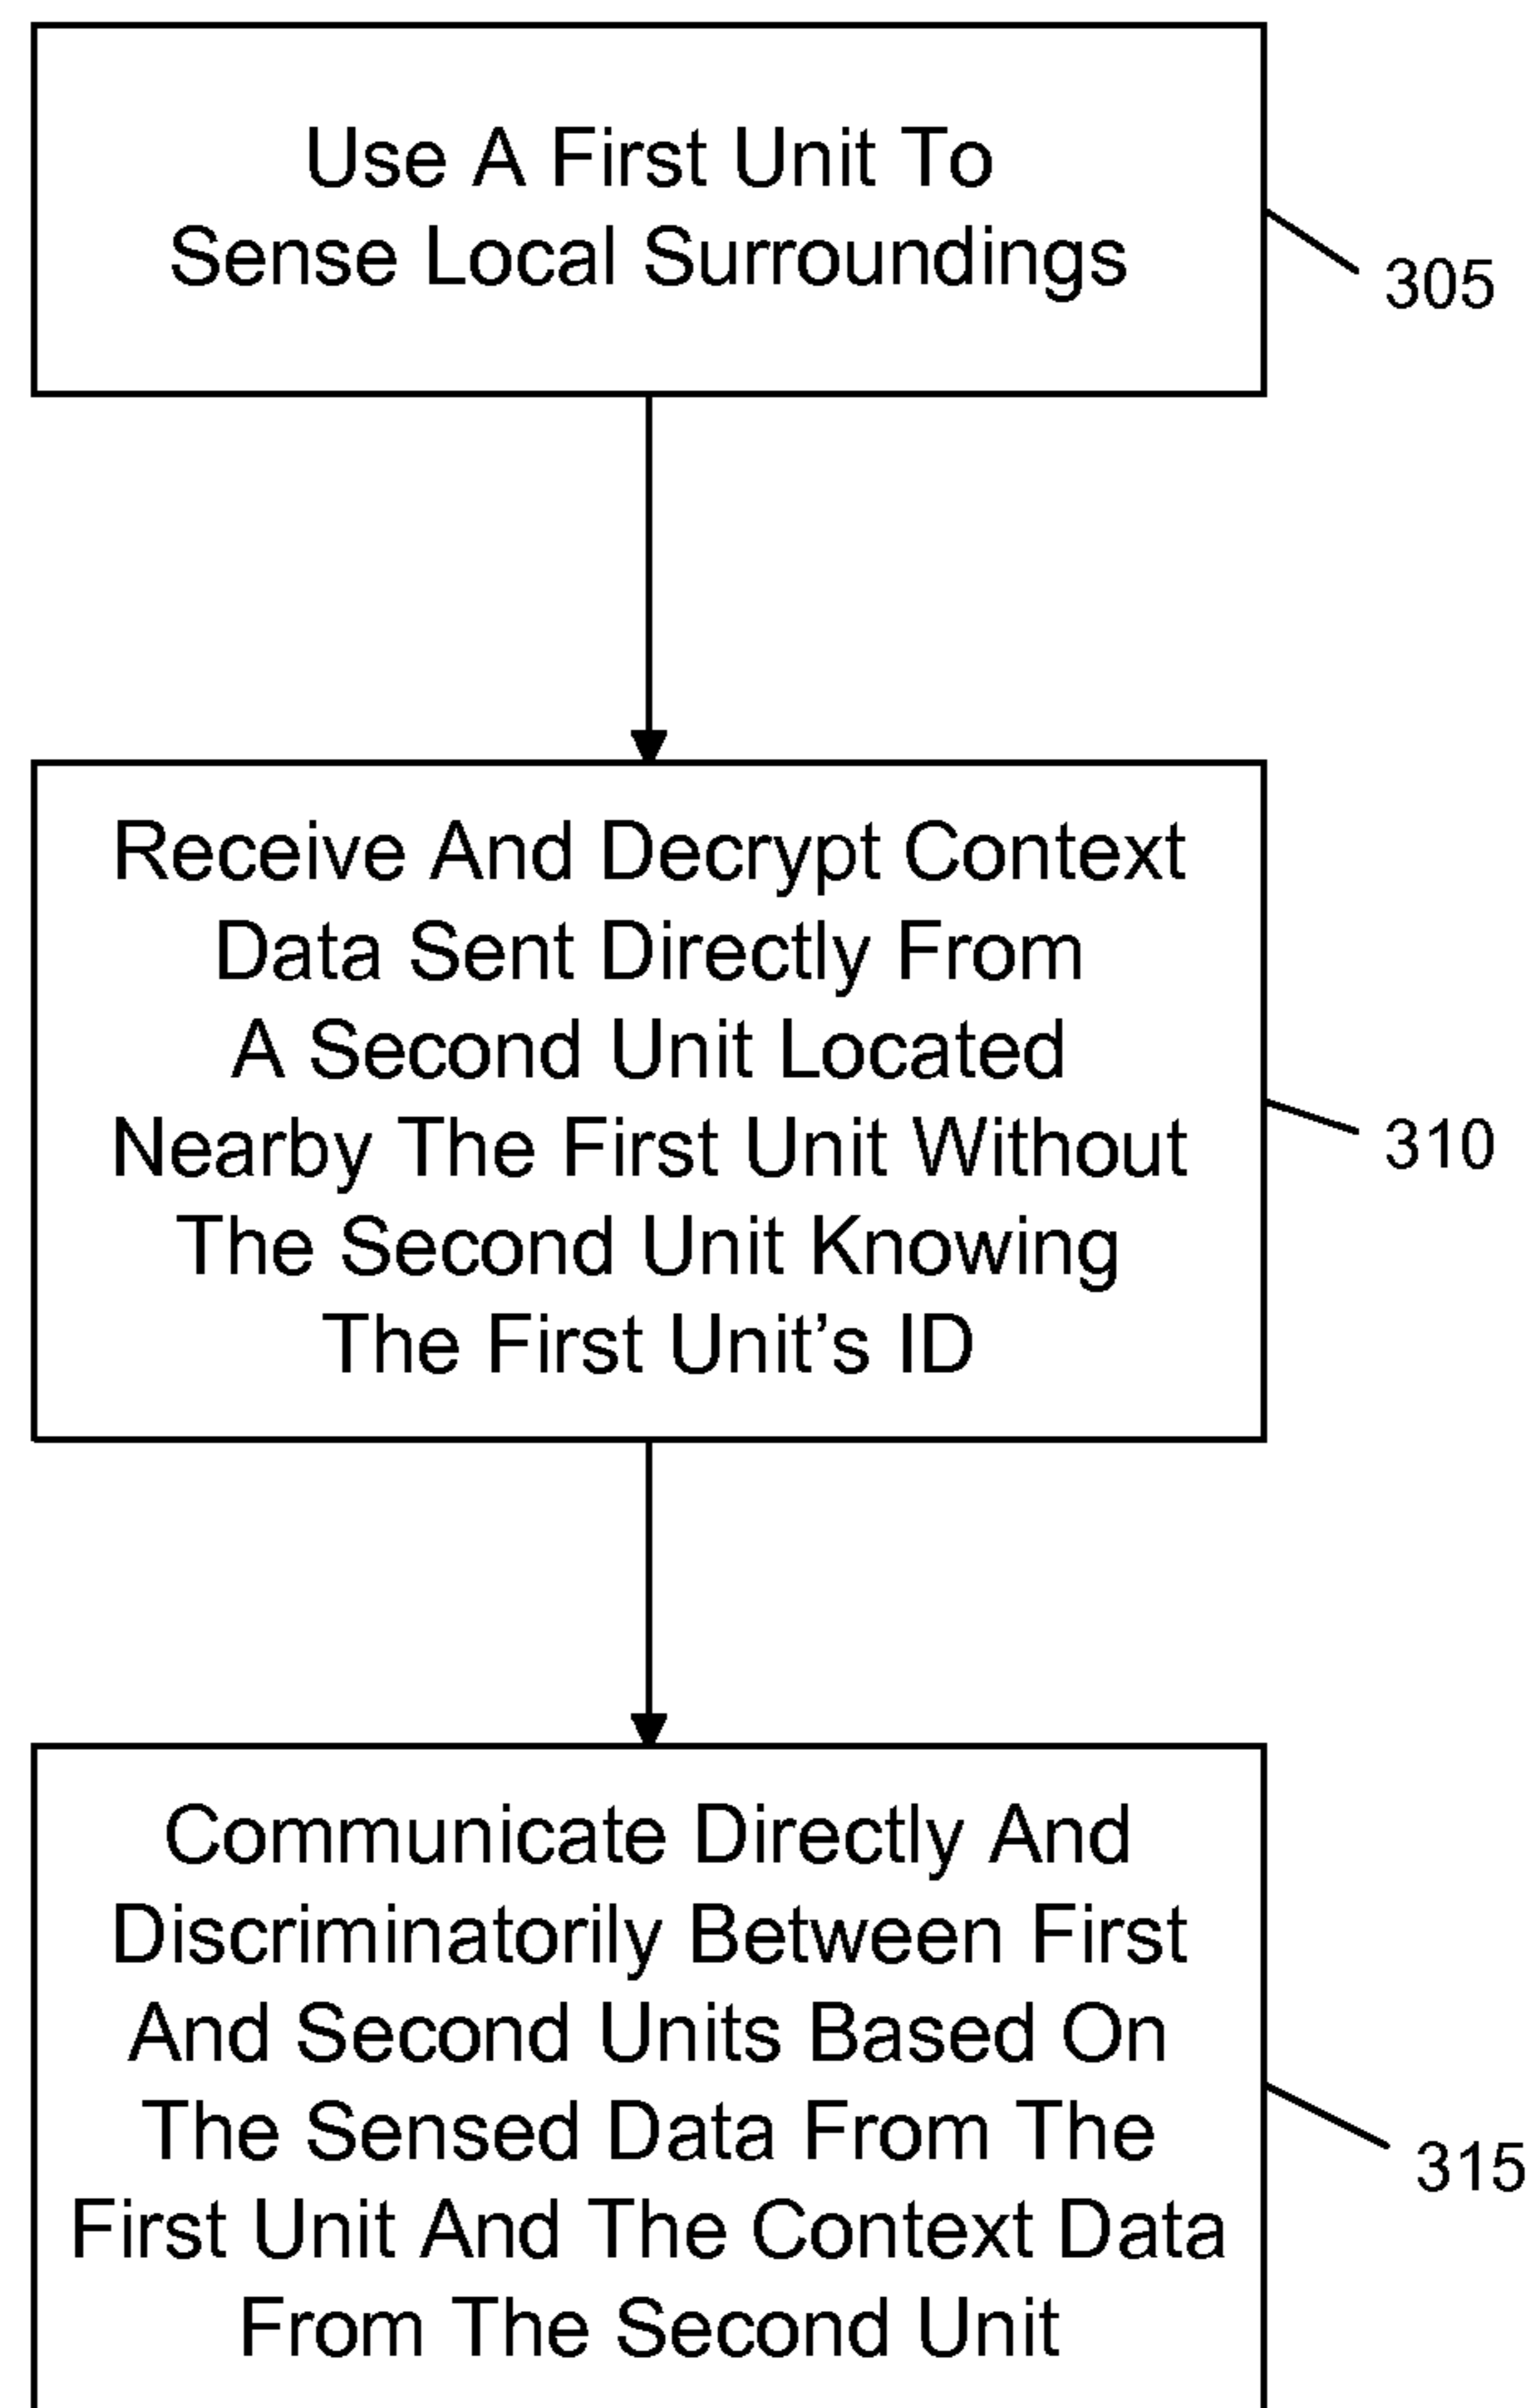 Use A First Unit To
Sense Local Surroundings
305
Receive And Decrypt Context
Data Sent Directly From
A Second Unit Located
Nearby The First Unit Without
The Second Unit Knowing
The First Unit's ID
310
Communicate Directly And
Discriminatorily Between First
And Second Units Based On
The Sensed Data From The
First Unit And The Context Data
From The Second Unit
315